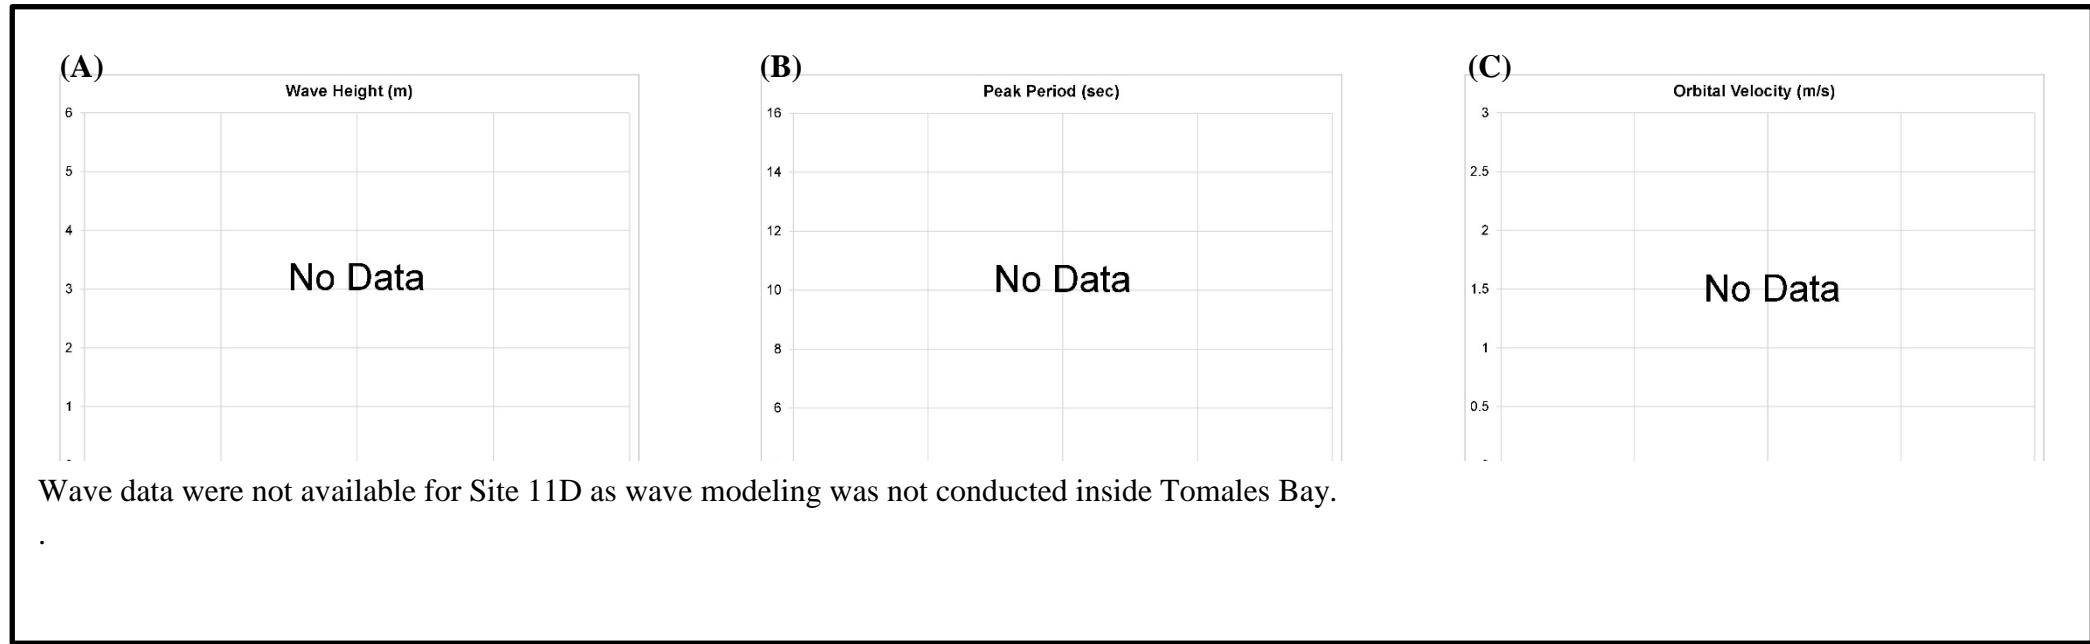 (A)
Wave Height (m)
6
5
4
3
2
1
No Data
(B)
Peak Period (sec)
16
14
12
10
8
6
No Data
(C)
Orbital Velocity (m/s)
3
2.5
2
1.5
1
0.5
No Data
Wave data were not available for Site 11D as wave modeling was not conducted inside Tomales Bay.
.